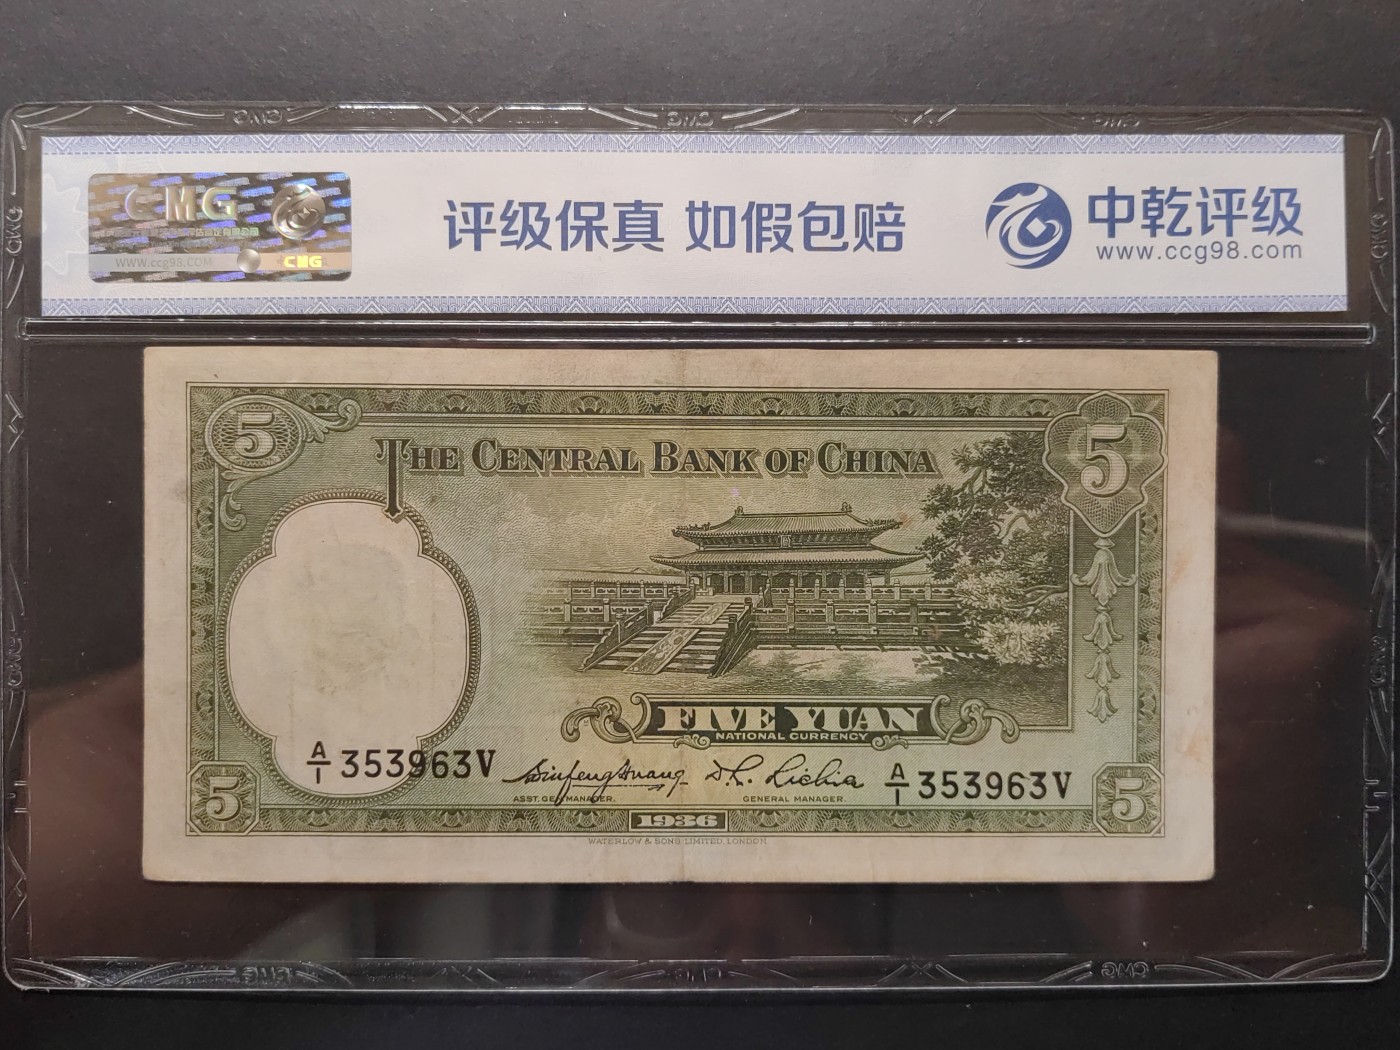 CMG
评级保真 如假包赔
中乾评级
www.ccg98.com
WWW.ccg98.COM
CMG
5
5
THE CENTRAL BANK OF CHINA
FIVE YUAN
NATIONAL CURRENCY
A/1 353963V
A/1 353963V
ASST. GEN. MANAGER.
GENERAL MANAGER.
5
1936
5
WATERLOW & SONS LIMITED, LONDON.